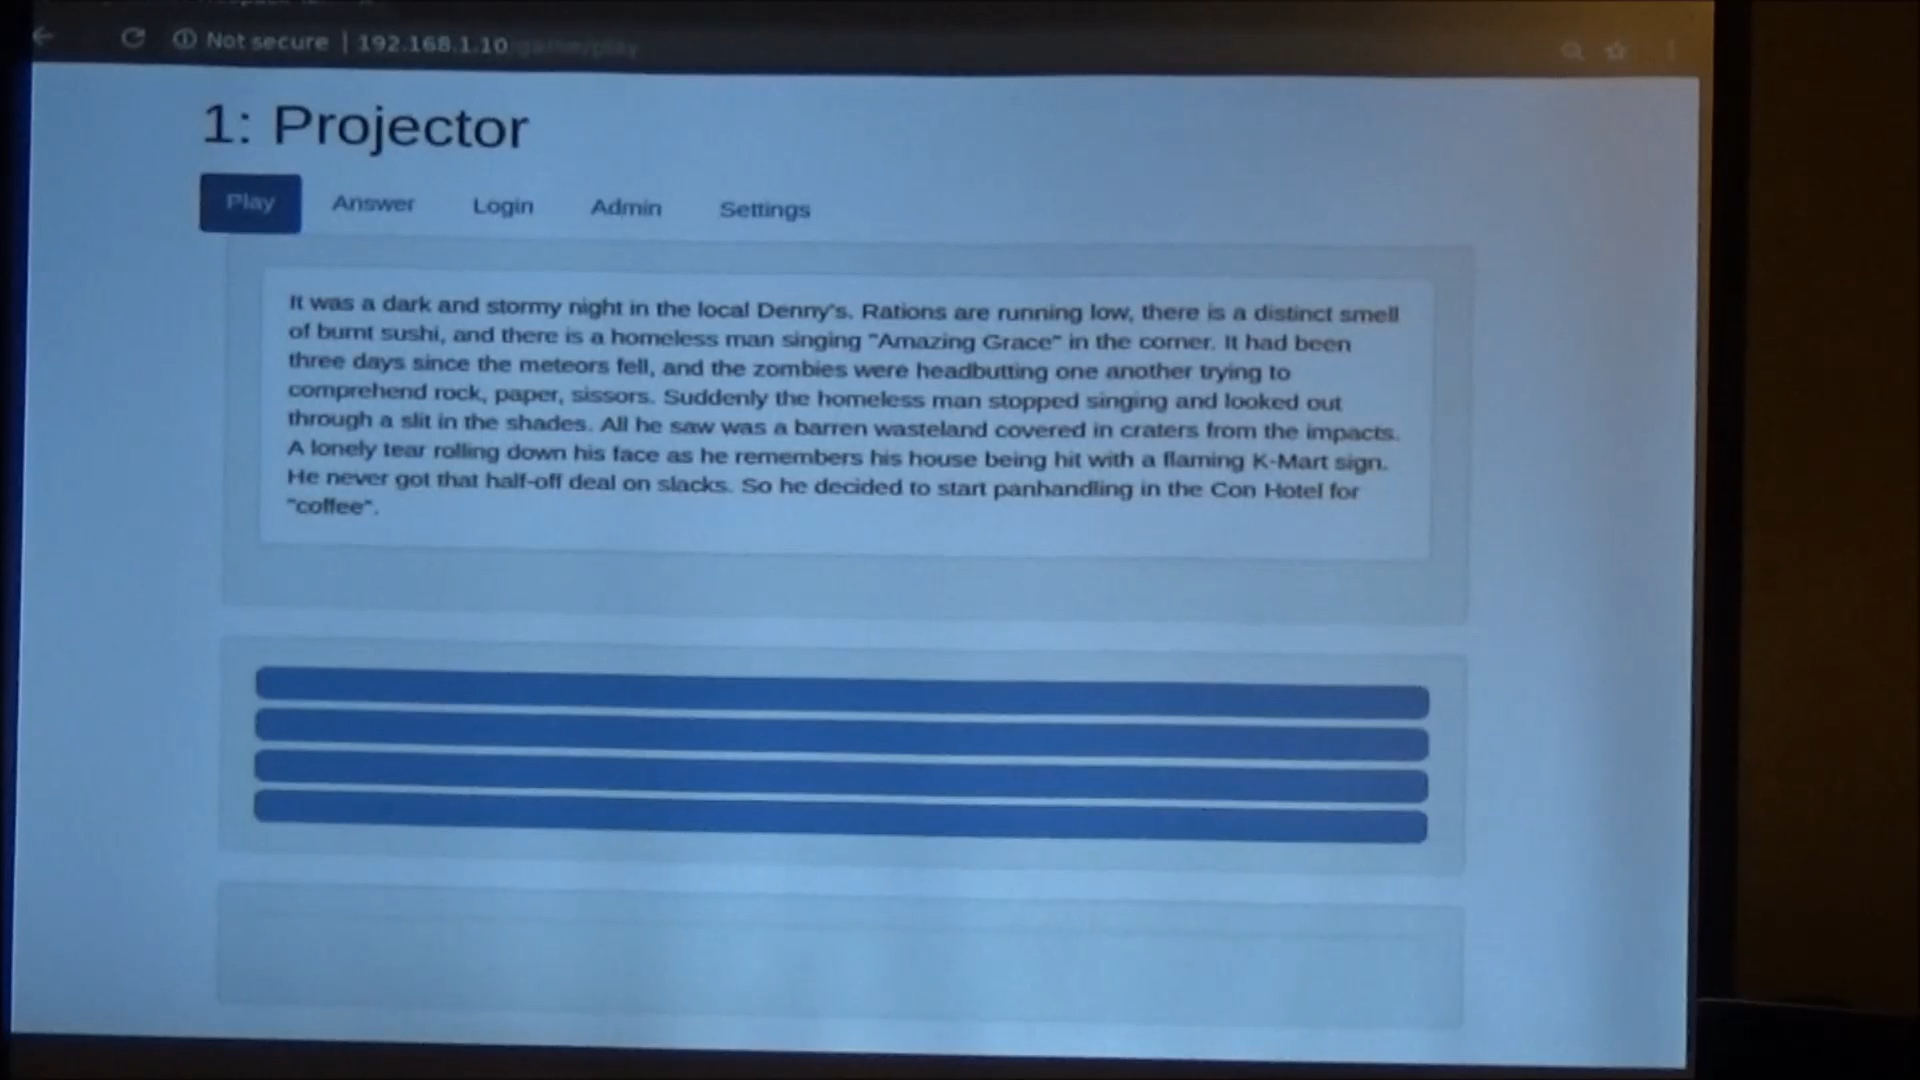 Not secure | 192.168.1.10/game/play
1: Projector
Play Answer Login Admin Settings
It was a dark and stormy night in the local Denny's. Rations are running low, there is a distinct smell
of burnt sushi, and there is a homeless man singing "Amazing Grace" in the corner. It had been
three days since the meteors fell, and the zombies were headbutting one another trying to
comprehend rock, paper, sissors. Suddenly the homeless man stopped singing and looked out
through a slit in the shades. All he saw was a barren wasteland covered in craters from the impacts.
A lonely tear rolling down his face as he remembers his house being hit with a flaming K-Mart sign.
He never got that half-off deal on slacks. So he decided to start panhandling in the Con Hotel for
"coffee".